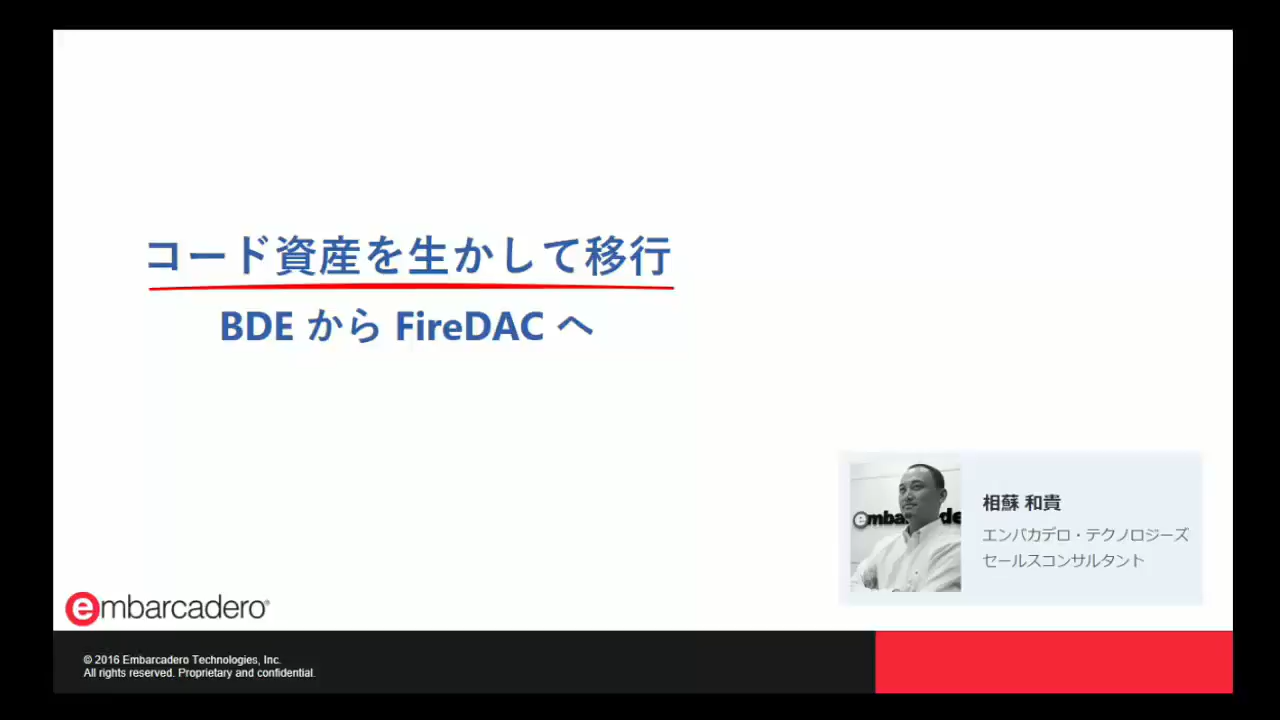 コード資産を生かして移行
BDE から FireDAC へ
embarcadero
相蘇 和貴
エンバカデロ・テクノロジーズ
セールスコンサルタント
embarcadero®
© 2016 Embarcadero Technologies, Inc.
All rights reserved. Proprietary and confidential.